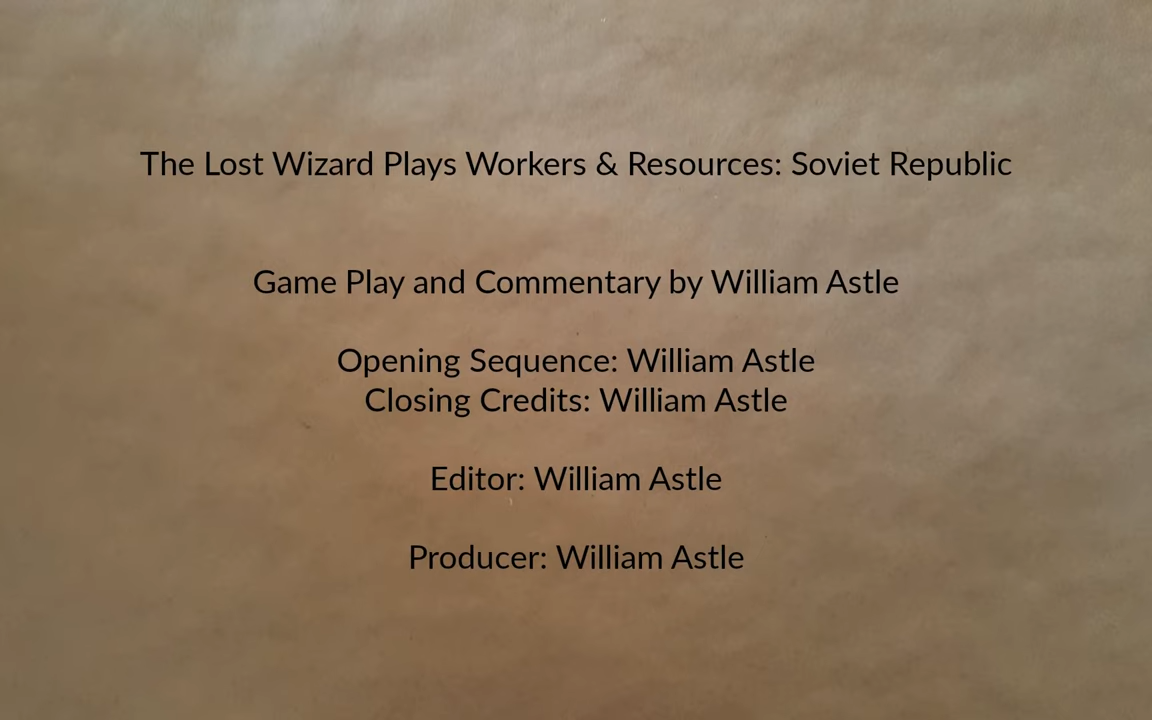 The Lost Wizard Plays Workers & Resources: Soviet Republic
Game Play and Commentary by William Astle
Opening Sequence: William Astle
Closing Credits: William Astle
Editor: William Astle
Producer: William Astle